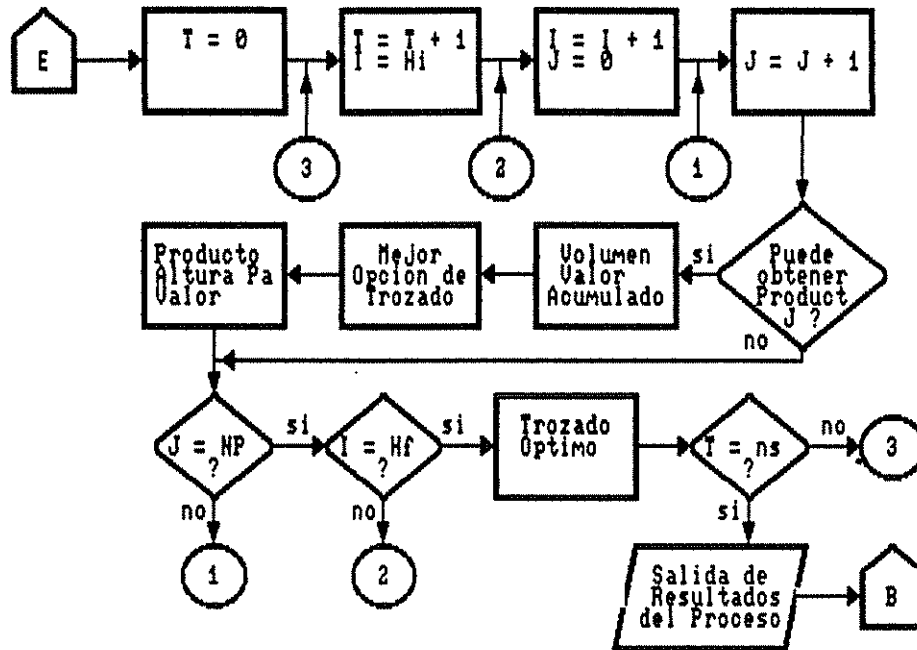 E
T = 0
T = T + 1
I = Hi
I = I + 1
J = 0
J = J + 1
3
2
1
Producto
Altura Pa
Valor
Mejor
Opcion de
Trozado
Volumen
Valor
Acumulado
si
Puede
obtener
Product
J ?
no
J = NP
?
si
I = Hf
?
si
Trozado
Optimo
T = ns
?
no
3
no
no
si
1
2
Salida de
Resultados
del Proceso
B